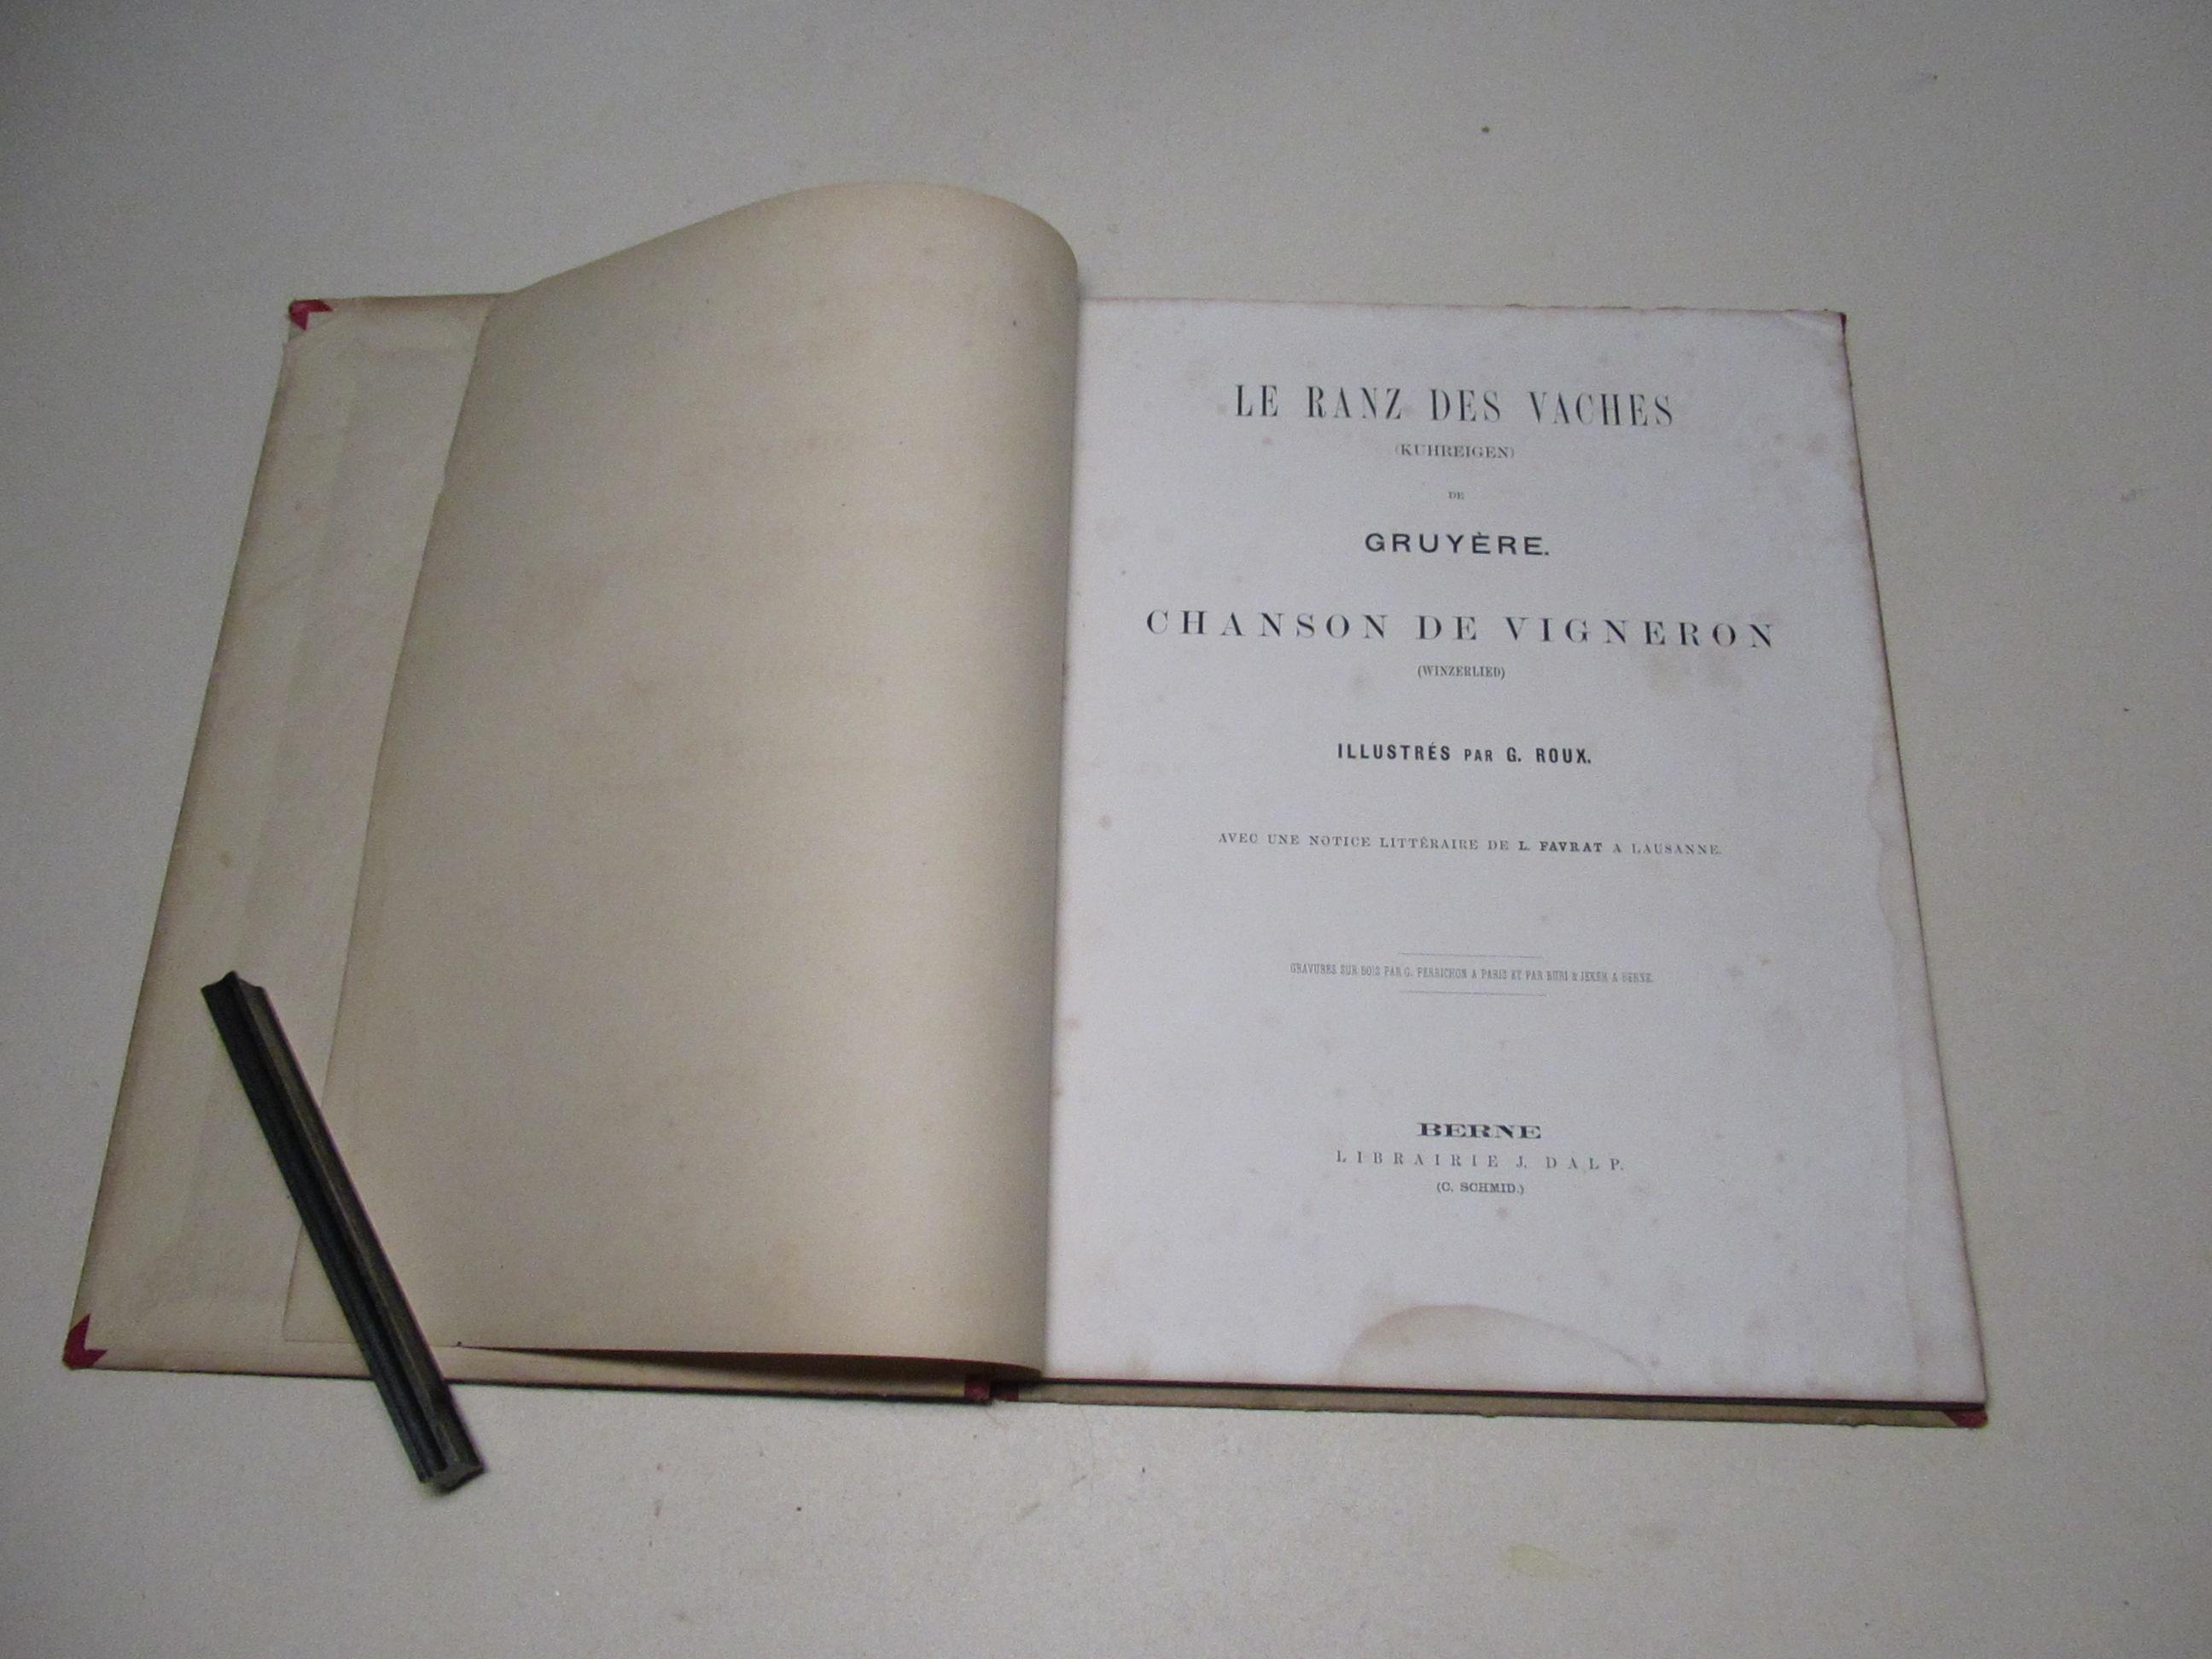 LE RANZ DES VACHES
(KUHREIGEN)
DE
GRUYÈRE.
CHANSON DE VIGNERON
(WINZERLIED)
ILLUSTRÉS PAR G. ROUX.
AVEC UNE NOTICE LITTÉRAIRE DE L. FAVRAT A LAUSANNE.
GRAVURES SUR BOIS PAR G. PERRICHON A PARIS ET PAR BURI & JEKER A BERNE.
BERNE
LIBRAIRIE J. DALP.
(C. SCHMID.)